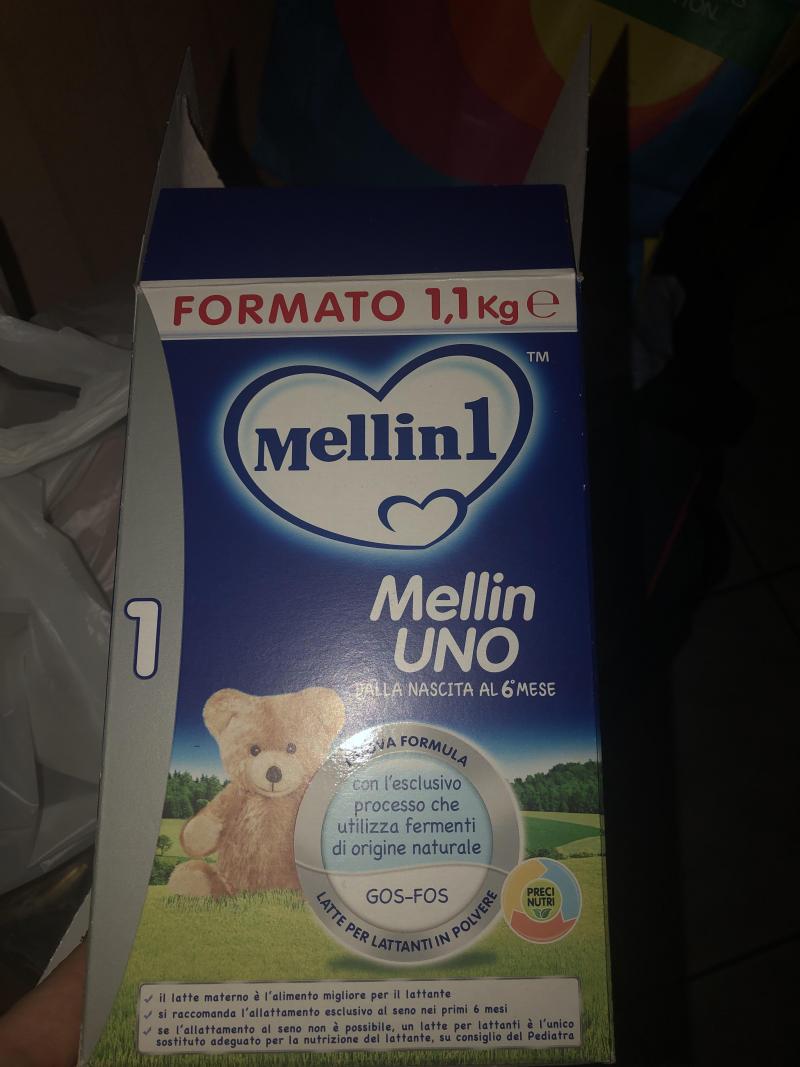 ION
FORMATO 1,1Kg e
Mellin1 TM
Mellin
UNO
DALLA NASCITA AL 6° MESE
1
FORMULA
con l'esclusivo
processo che
utilizza fermenti
di origine naturale
GOS-FOS
LATTE PER LATTANTI IN POLVERE
PRECI
NUTRI
✓ il latte materno è l'alimento migliore per il lattante
✓ si raccomanda l'allattamento esclusivo al seno nei primi 6 mesi
✓ se l'allattamento al seno non è possibile, un latte per lattanti è l'unico
sostituto adeguato per la nutrizione del lattante, su consiglio del Pediatra